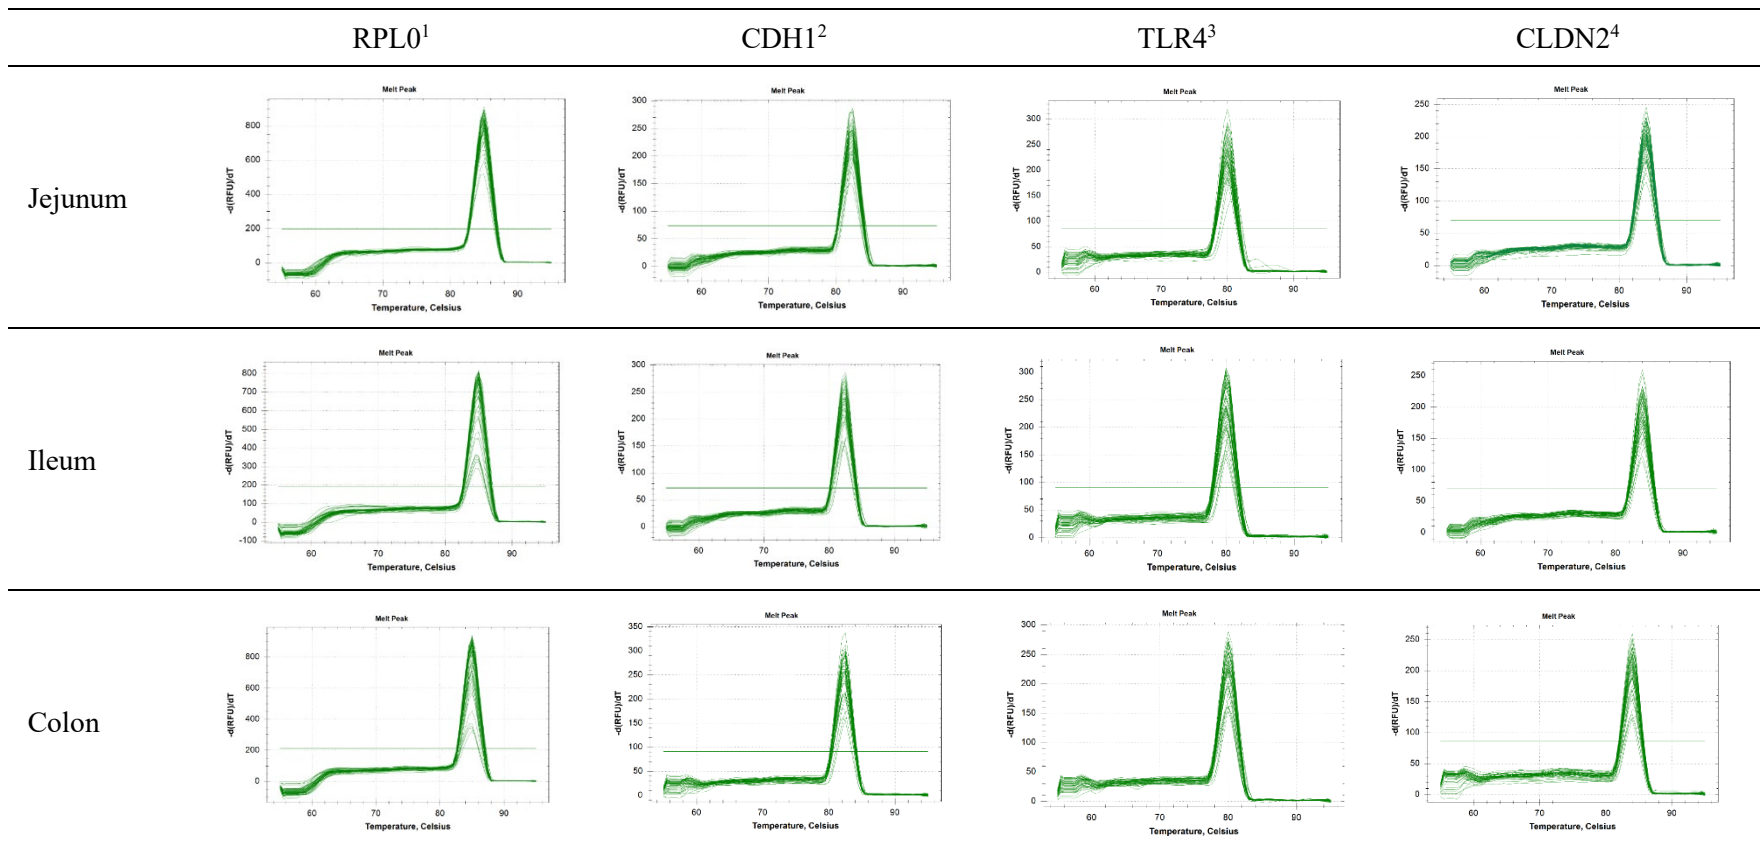 RPL0¹ CDH1² TLR4³ CLDN2⁴
Jejunum
Melt Peak
-d(RFU)/dT
800
600
400
200
0
60 70 80 90
Temperature, Celsius
Melt Peak
-d(RFU)/dT
300
250
200
150
100
50
0
60 70 80 90
Temperature, Celsius
Melt Peak
-d(RFU)/dT
300
250
200
150
100
50
0
60 70 80 90
Temperature, Celsius
Melt Peak
-d(RFU)/dT
250
200
150
100
50
0
60 70 80 90
Temperature, Celsius
Ileum
Melt Peak
-d(RFU)/dT
800
700
600
500
400
300
200
100
0
-100
60 70 80 90
Temperature, Celsius
Melt Peak
-d(RFU)/dT
300
250
200
150
100
50
0
60 70 80 90
Temperature, Celsius
Melt Peak
-d(RFU)/dT
300
250
200
150
100
50
0
60 70 80 90
Temperature, Celsius
Melt Peak
-d(RFU)/dT
250
200
150
100
50
0
60 70 80 90
Temperature, Celsius
Colon
Melt Peak
-d(RFU)/dT
800
600
400
200
0
60 70 80 90
Temperature, Celsius
Melt Peak
-d(RFU)/dT
350
300
250
200
150
100
50
0
60 70 80 90
Temperature, Celsius
Melt Peak
-d(RFU)/dT
300
250
200
150
100
50
0
60 70 80 90
Temperature, Celsius
Melt Peak
-d(RFU)/dT
250
200
150
100
50
0
60 70 80 90
Temperature, Celsius